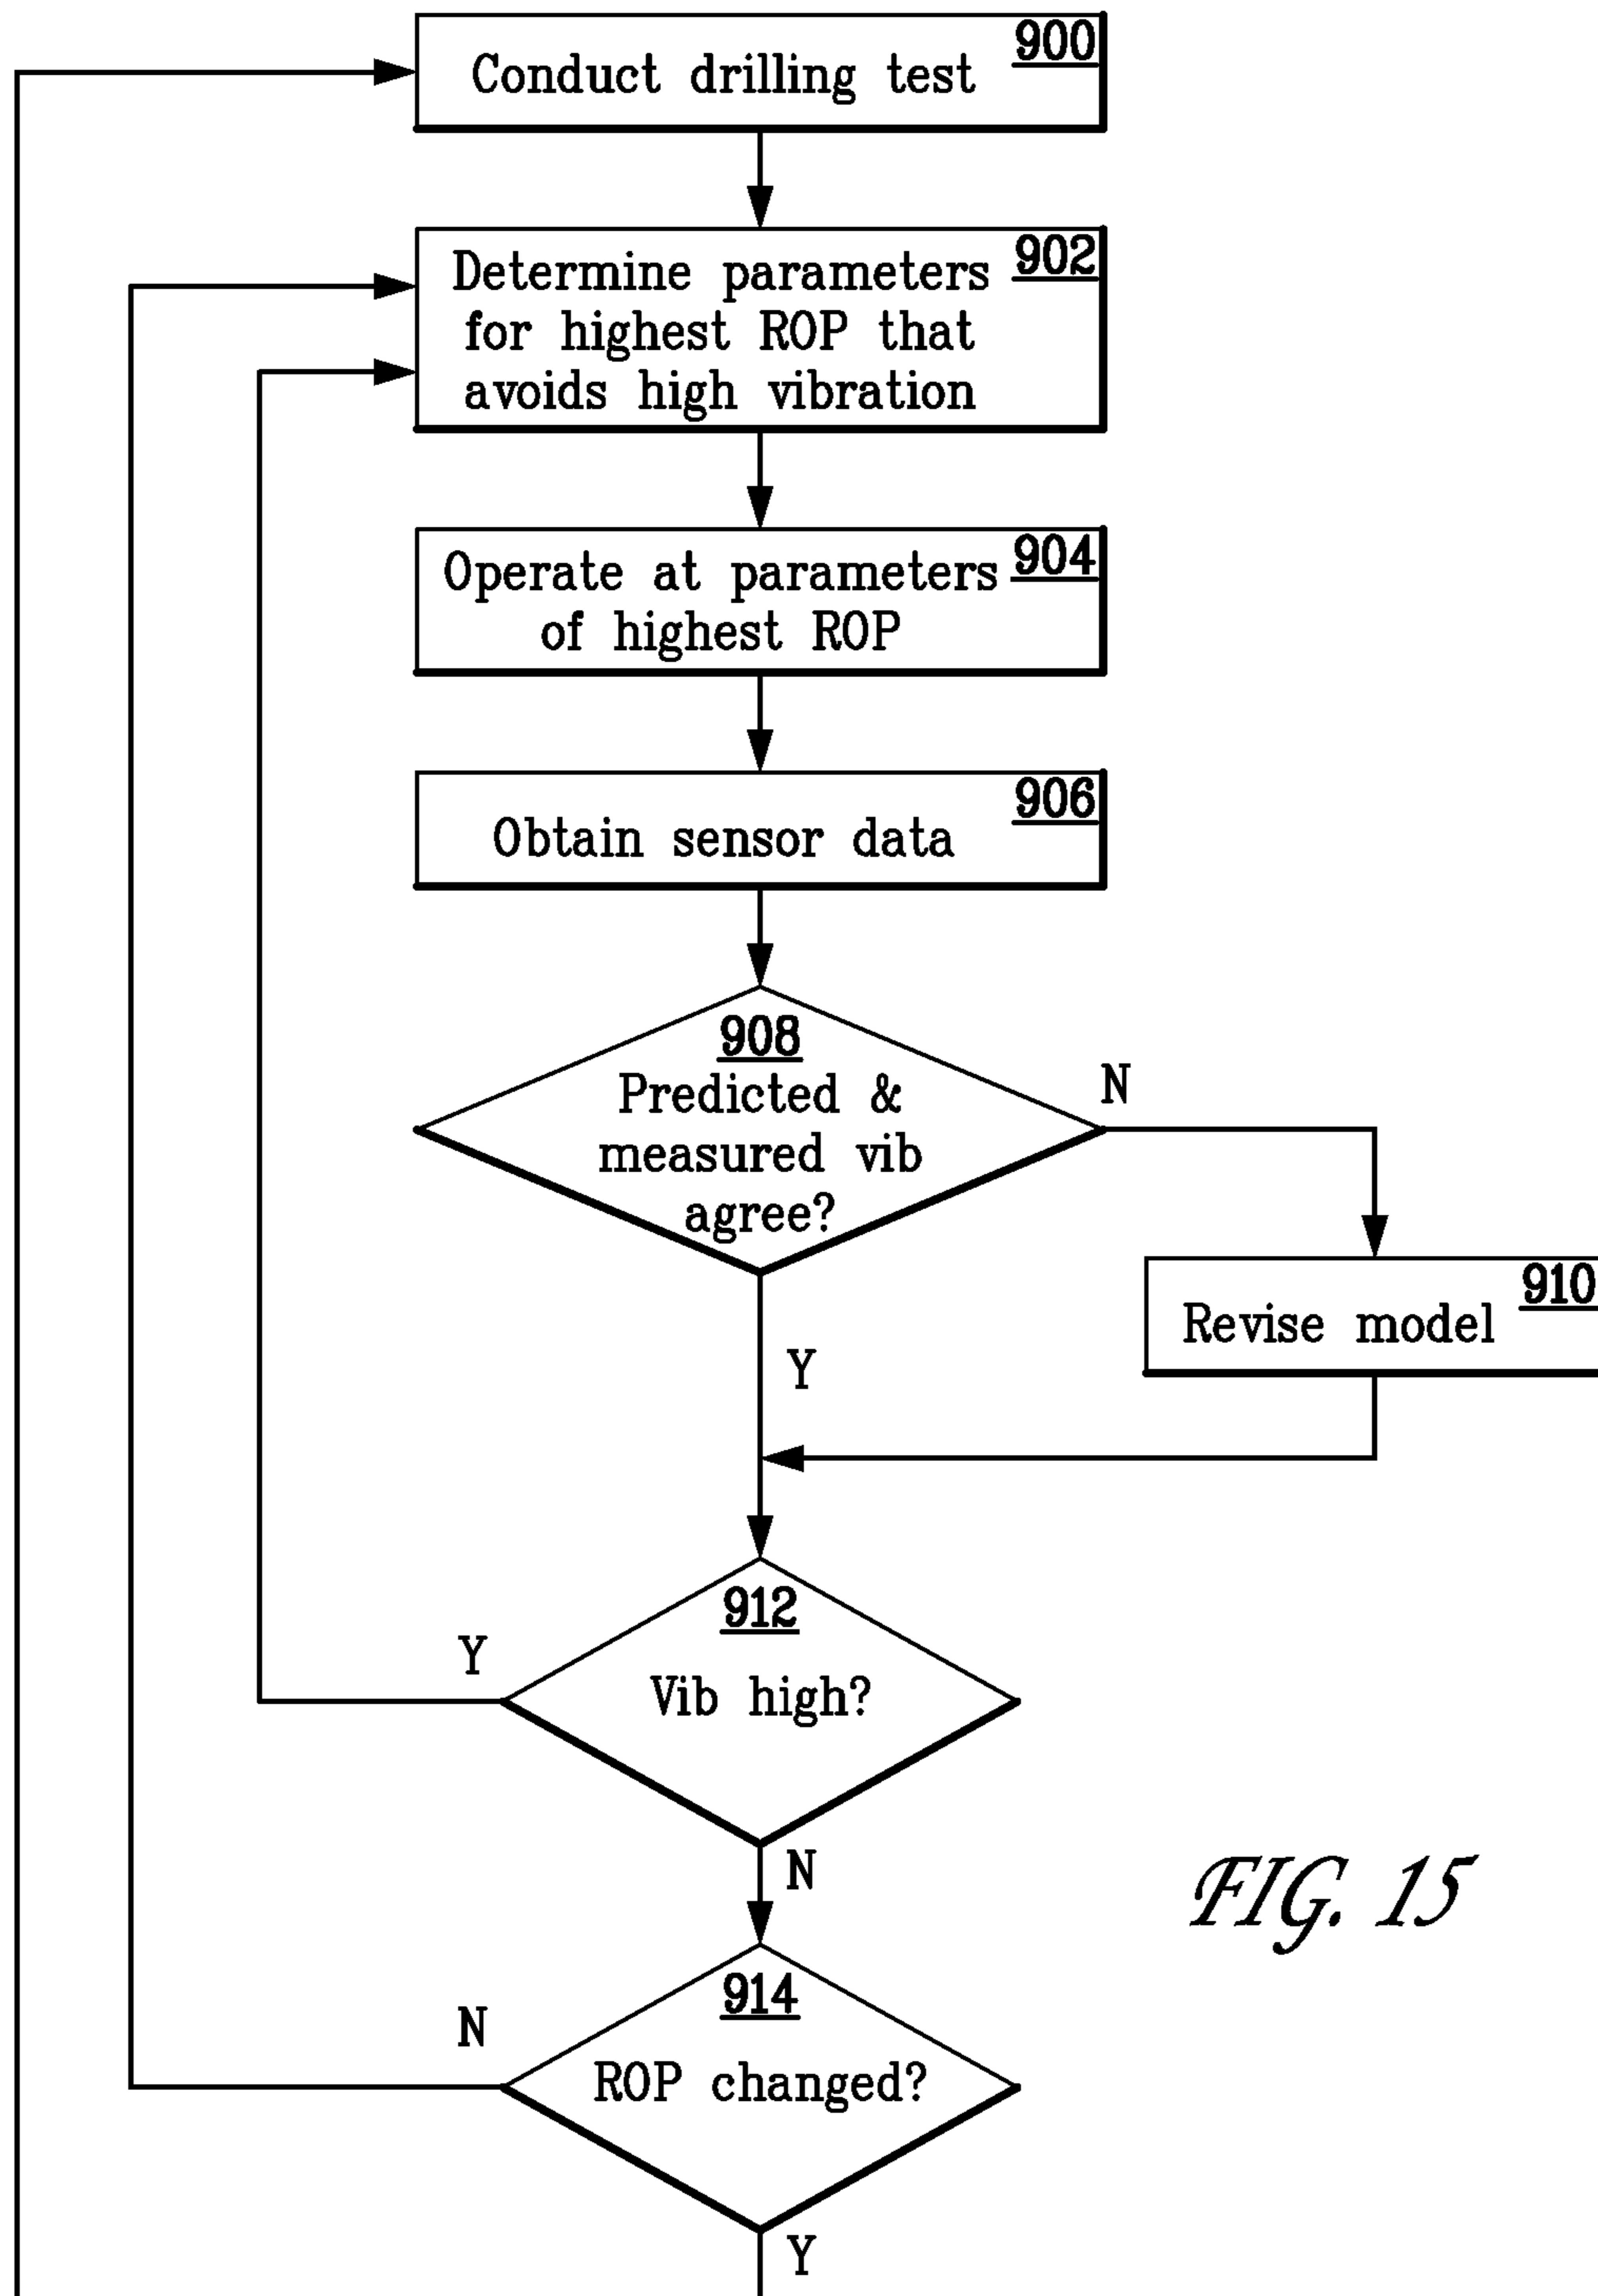 900
Conduct drilling test
902
Determine parameters
for highest ROP that
avoids high vibration
904
Operate at parameters
of highest ROP
906
Obtain sensor data
908
Predicted &
measured vib
agree?
N
910
Revise model
Y
912
Vib high?
Y
N
914
ROP changed?
N
Y
FIG. 15